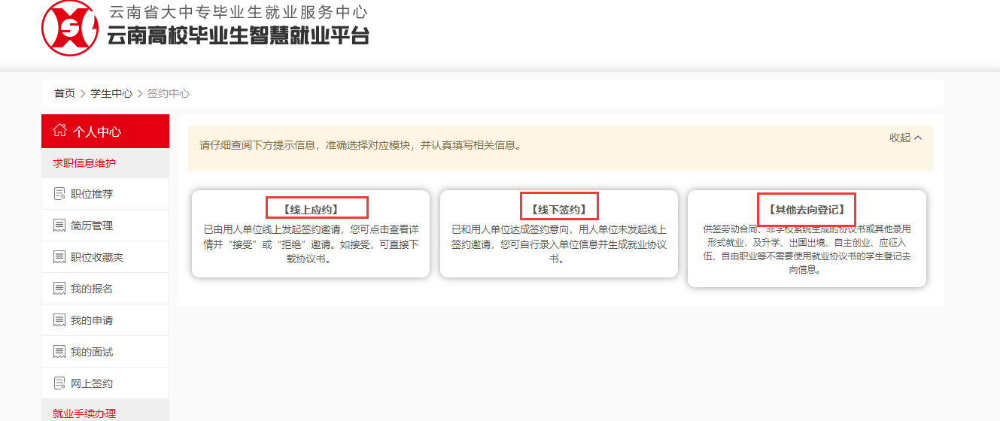 云南省大中专毕业生就业服务中心
云南高校毕业生智慧就业平台
首页 > 学生中心 > 签约中心
个人中心
求职信息维护
职位推荐
简历管理
职位收藏夹
我的报名
我的申请
我的面试
网上签约
就业手续办理
请仔细查阅下方提示信息，准确选择对应模块，并认真填写相关信息。
收起
【线上应约】
已由用人单位线上发起签约邀请，您可点击查看详
情并“接受”或“拒绝”邀请。如接受，可直接下
载协议书。
【线下签约】
已和用人单位达成签约意向，用人单位未发起线上
签约邀请，您可自行录入单位信息并生成就业协议
书。
【其他去向登记】
供签劳动合同、非学校系统生成的协议书或其他录用
形式就业，及升学、出国出境、自主创业、应征入
伍、自由职业等不需要使用就业协议书的学生登记去
向信息。